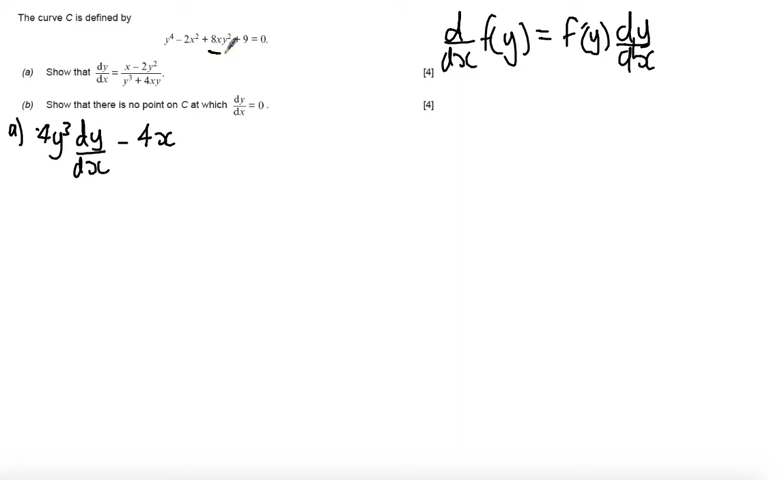 The curve C is defined by
y⁴ − 2x² + 8xy² + 9 = 0.
(a) Show that dy/dx = (x − 2y²)/(y³ + 4xy). [4]
(b) Show that there is no point on C at which dy/dx = 0. [4]
d/dx f(y) = f'(y) dy/dx
a) 4y³ dy/dx − 4x